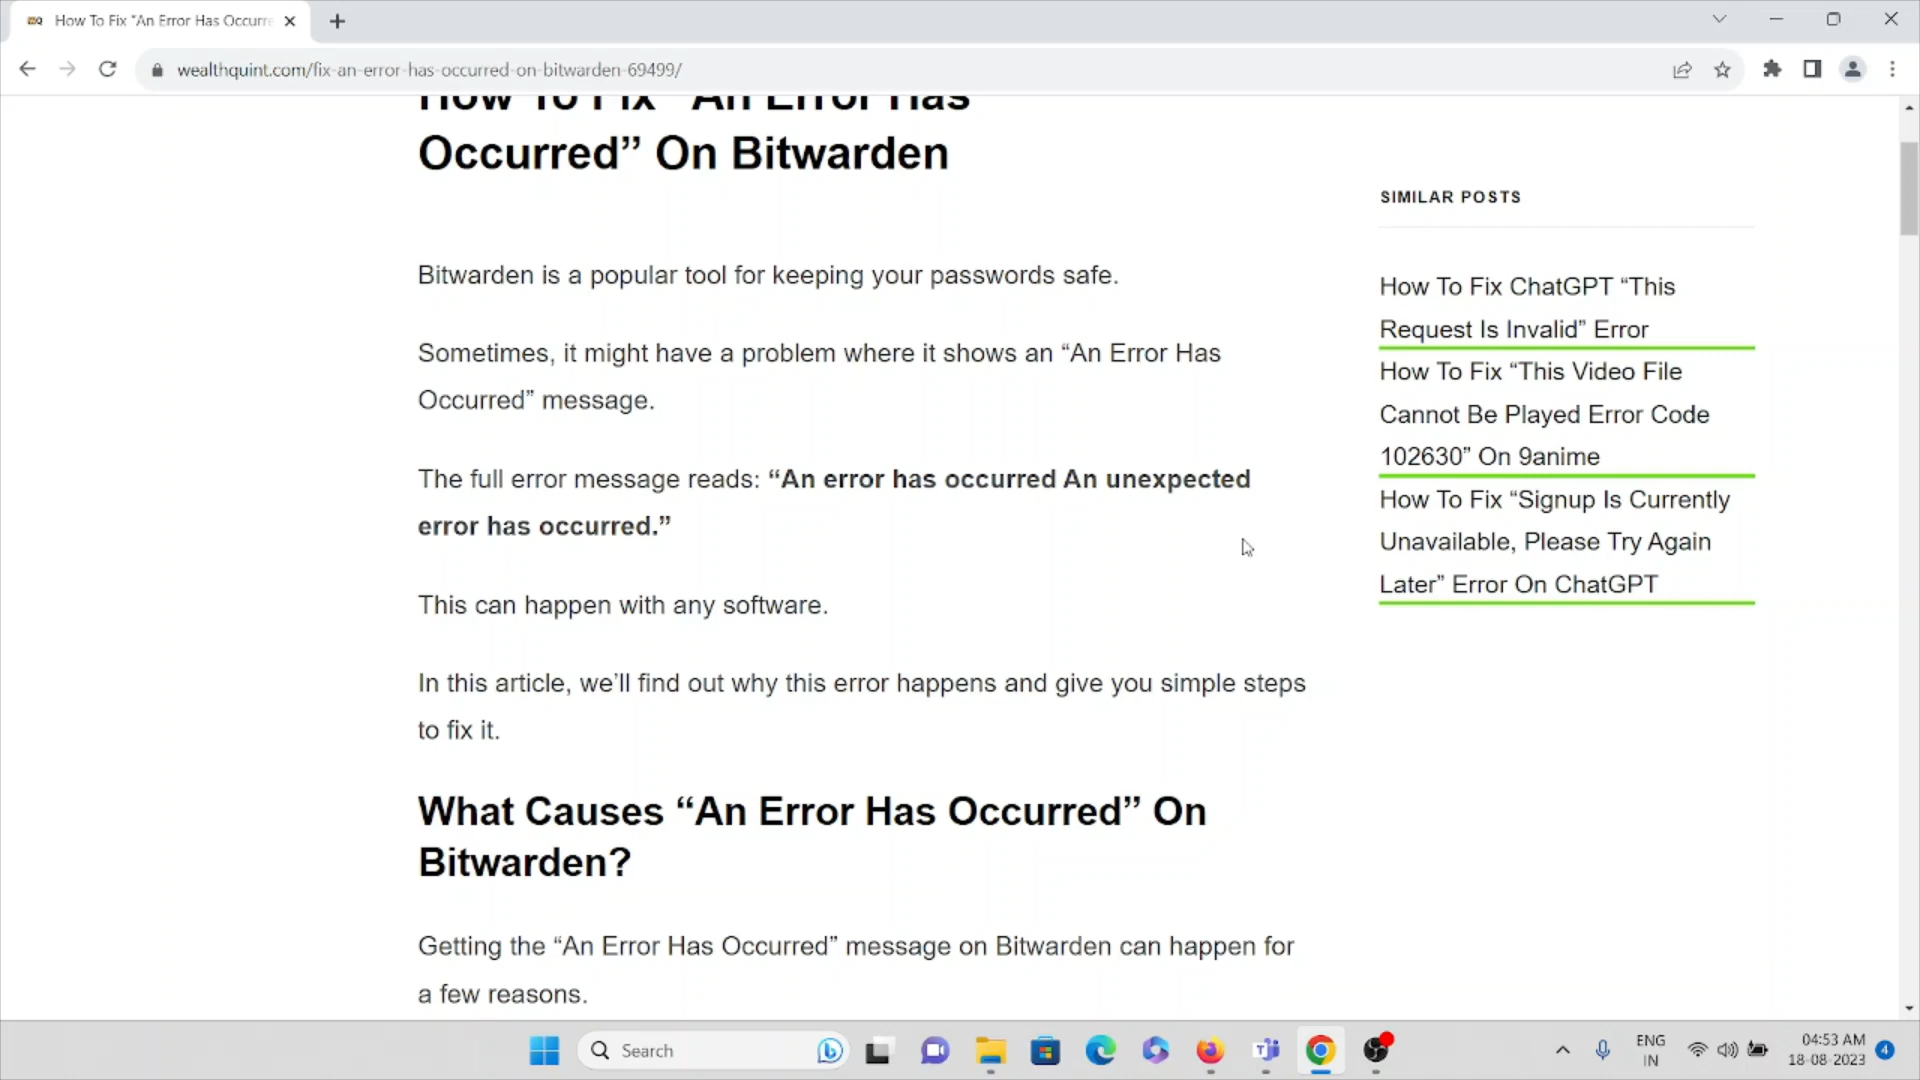 How To Fix "An Error Has Occurre
wealthquint.com/fix-an-error-has-occurred-on-bitwarden-69499/
How To Fix “An Error Has
Occurred” On Bitwarden
Bitwarden is a popular tool for keeping your passwords safe.
Sometimes, it might have a problem where it shows an “An Error Has
Occurred” message.
The full error message reads: “An error has occurred An unexpected
error has occurred.”
This can happen with any software.
In this article, we’ll find out why this error happens and give you simple steps
to fix it.
What Causes “An Error Has Occurred” On
Bitwarden?
Getting the “An Error Has Occurred” message on Bitwarden can happen for
a few reasons.
SIMILAR POSTS
How To Fix ChatGPT “This
Request Is Invalid” Error
How To Fix “This Video File
Cannot Be Played Error Code
102630” On 9anime
How To Fix “Signup Is Currently
Unavailable, Please Try Again
Later” Error On ChatGPT
Search
ENG
IN
04:53 AM
18-08-2023
4